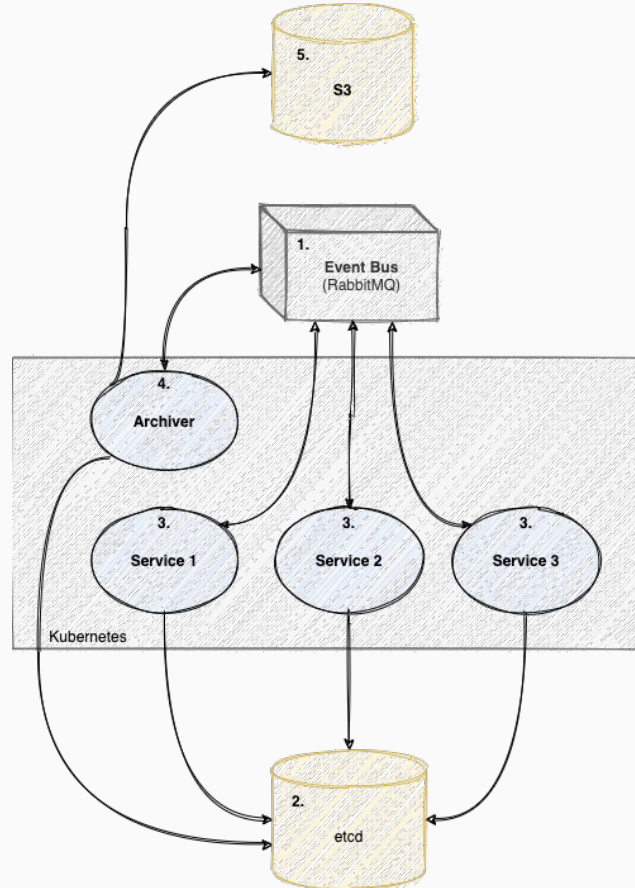 5.
S3
1.
Event Bus
(RabbitMQ)
4.
Archiver
3.
Service 1
3.
Service 2
3.
Service 3
Kubernetes
2.
etcd